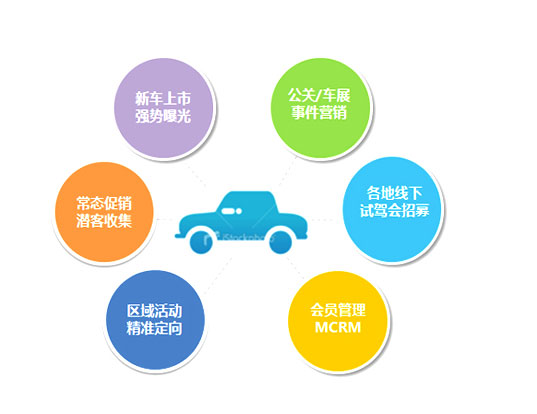 新车上市
强势曝光
公关/车展
事件营销
常态促销
潜客收集
各地线下
试驾会招募
iStockphoto
区域活动
精准定向
会员管理
MCRM